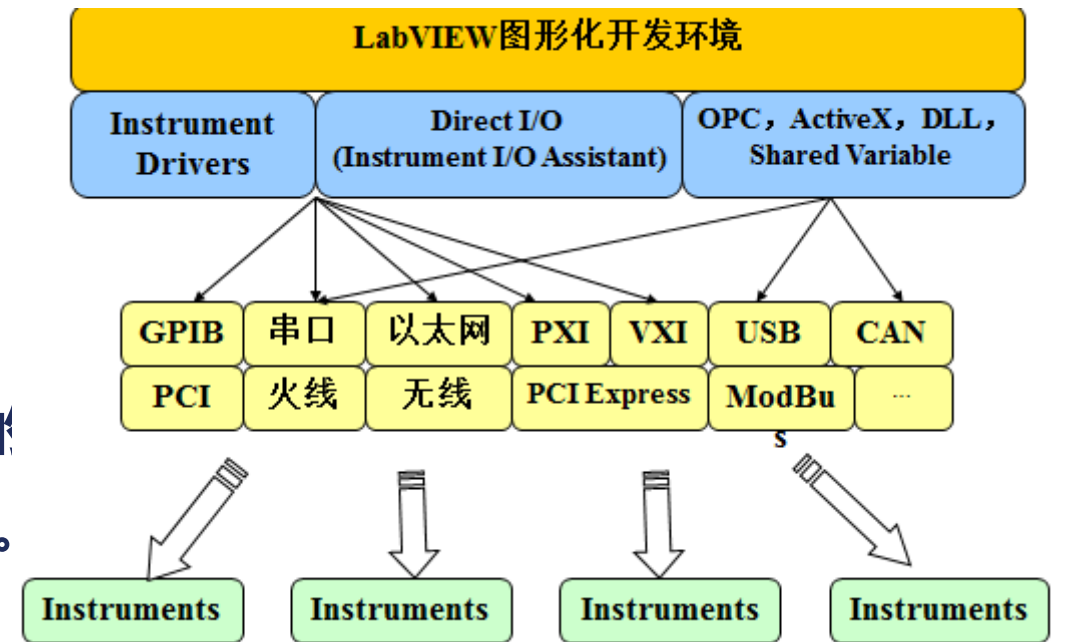 LabVIEW图形化开发环境
Instrument
Drivers
Direct I/O
(Instrument I/O Assistant)
OPC，ActiveX，DLL，
Shared Variable
GPIB
串口
以太网
PXI
VXI
USB
CAN
PCI
火线
无线
PCI Express
ModBu
s
...
。
Instruments
Instruments
Instruments
Instruments